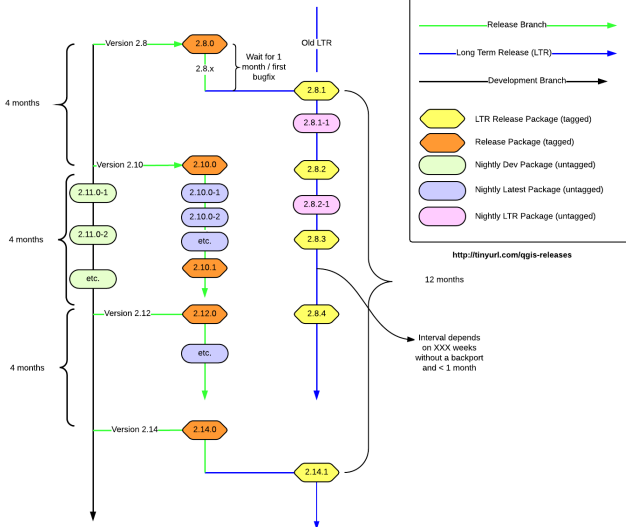 Old LTR
Version 2.8
2.8.0
2.8.x
Wait for 1
month / first
bugfix
2.8.1
4 months
2.8.1-1
Version 2.10
2.10.0
2.8.2
2.11.0-1
2.10.0-1
2.8.2-1
2.10.0-2
2.11.0-2
4 months
etc.
2.8.3
2.10.1
etc.
12 months
Version 2.12
2.12.0
2.8.4
etc.
Interval depends
on XXX weeks
without a backport
and < 1 month
4 months
Version 2.14
2.14.0
2.14.1
Release Branch
Long Term Release (LTR)
Development Branch
LTR Release Package (tagged)
Release Package (tagged)
Nightly Dev Package (untagged)
Nightly Latest Package (untagged)
Nightly LTR Package (untagged)
http://tinyurl.com/qgis-releases